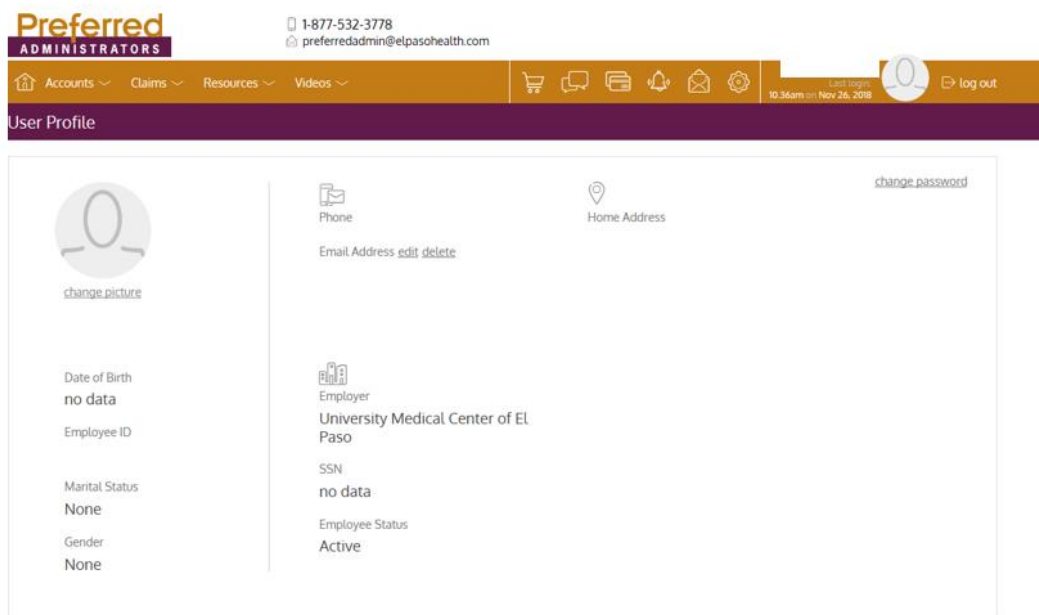 Preferred
ADMINISTRATORS
1-877-532-3778
preferredadmin@elpasohealth.com
Accounts Claims Resources Videos
Last login:
10.36am on Nov 26, 2018
log out
User Profile
change picture
Phone
Email Address edit delete
Home Address
change password
Date of Birth
no data
Employee ID
Marital Status
None
Gender
None
Employer
University Medical Center of El
Paso
SSN
no data
Employee Status
Active